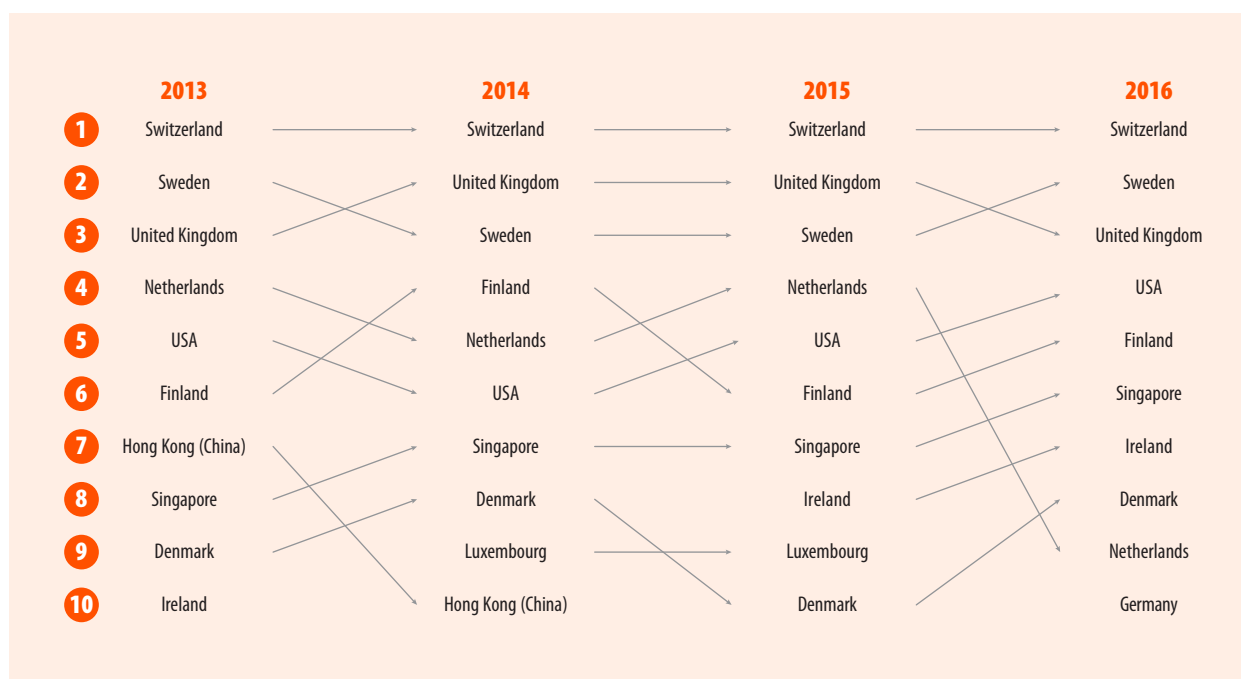 2013 2014 2015 2016
1 Switzerland Switzerland Switzerland Switzerland
2 Sweden United Kingdom United Kingdom Sweden
3 United Kingdom Sweden Sweden United Kingdom
4 Netherlands Finland Netherlands USA
5 USA Netherlands USA Finland
6 Finland USA Finland Singapore
7 Hong Kong (China) Singapore Singapore Ireland
8 Singapore Denmark Ireland Denmark
9 Denmark Luxembourg Luxembourg Netherlands
10 Ireland Hong Kong (China) Denmark Germany